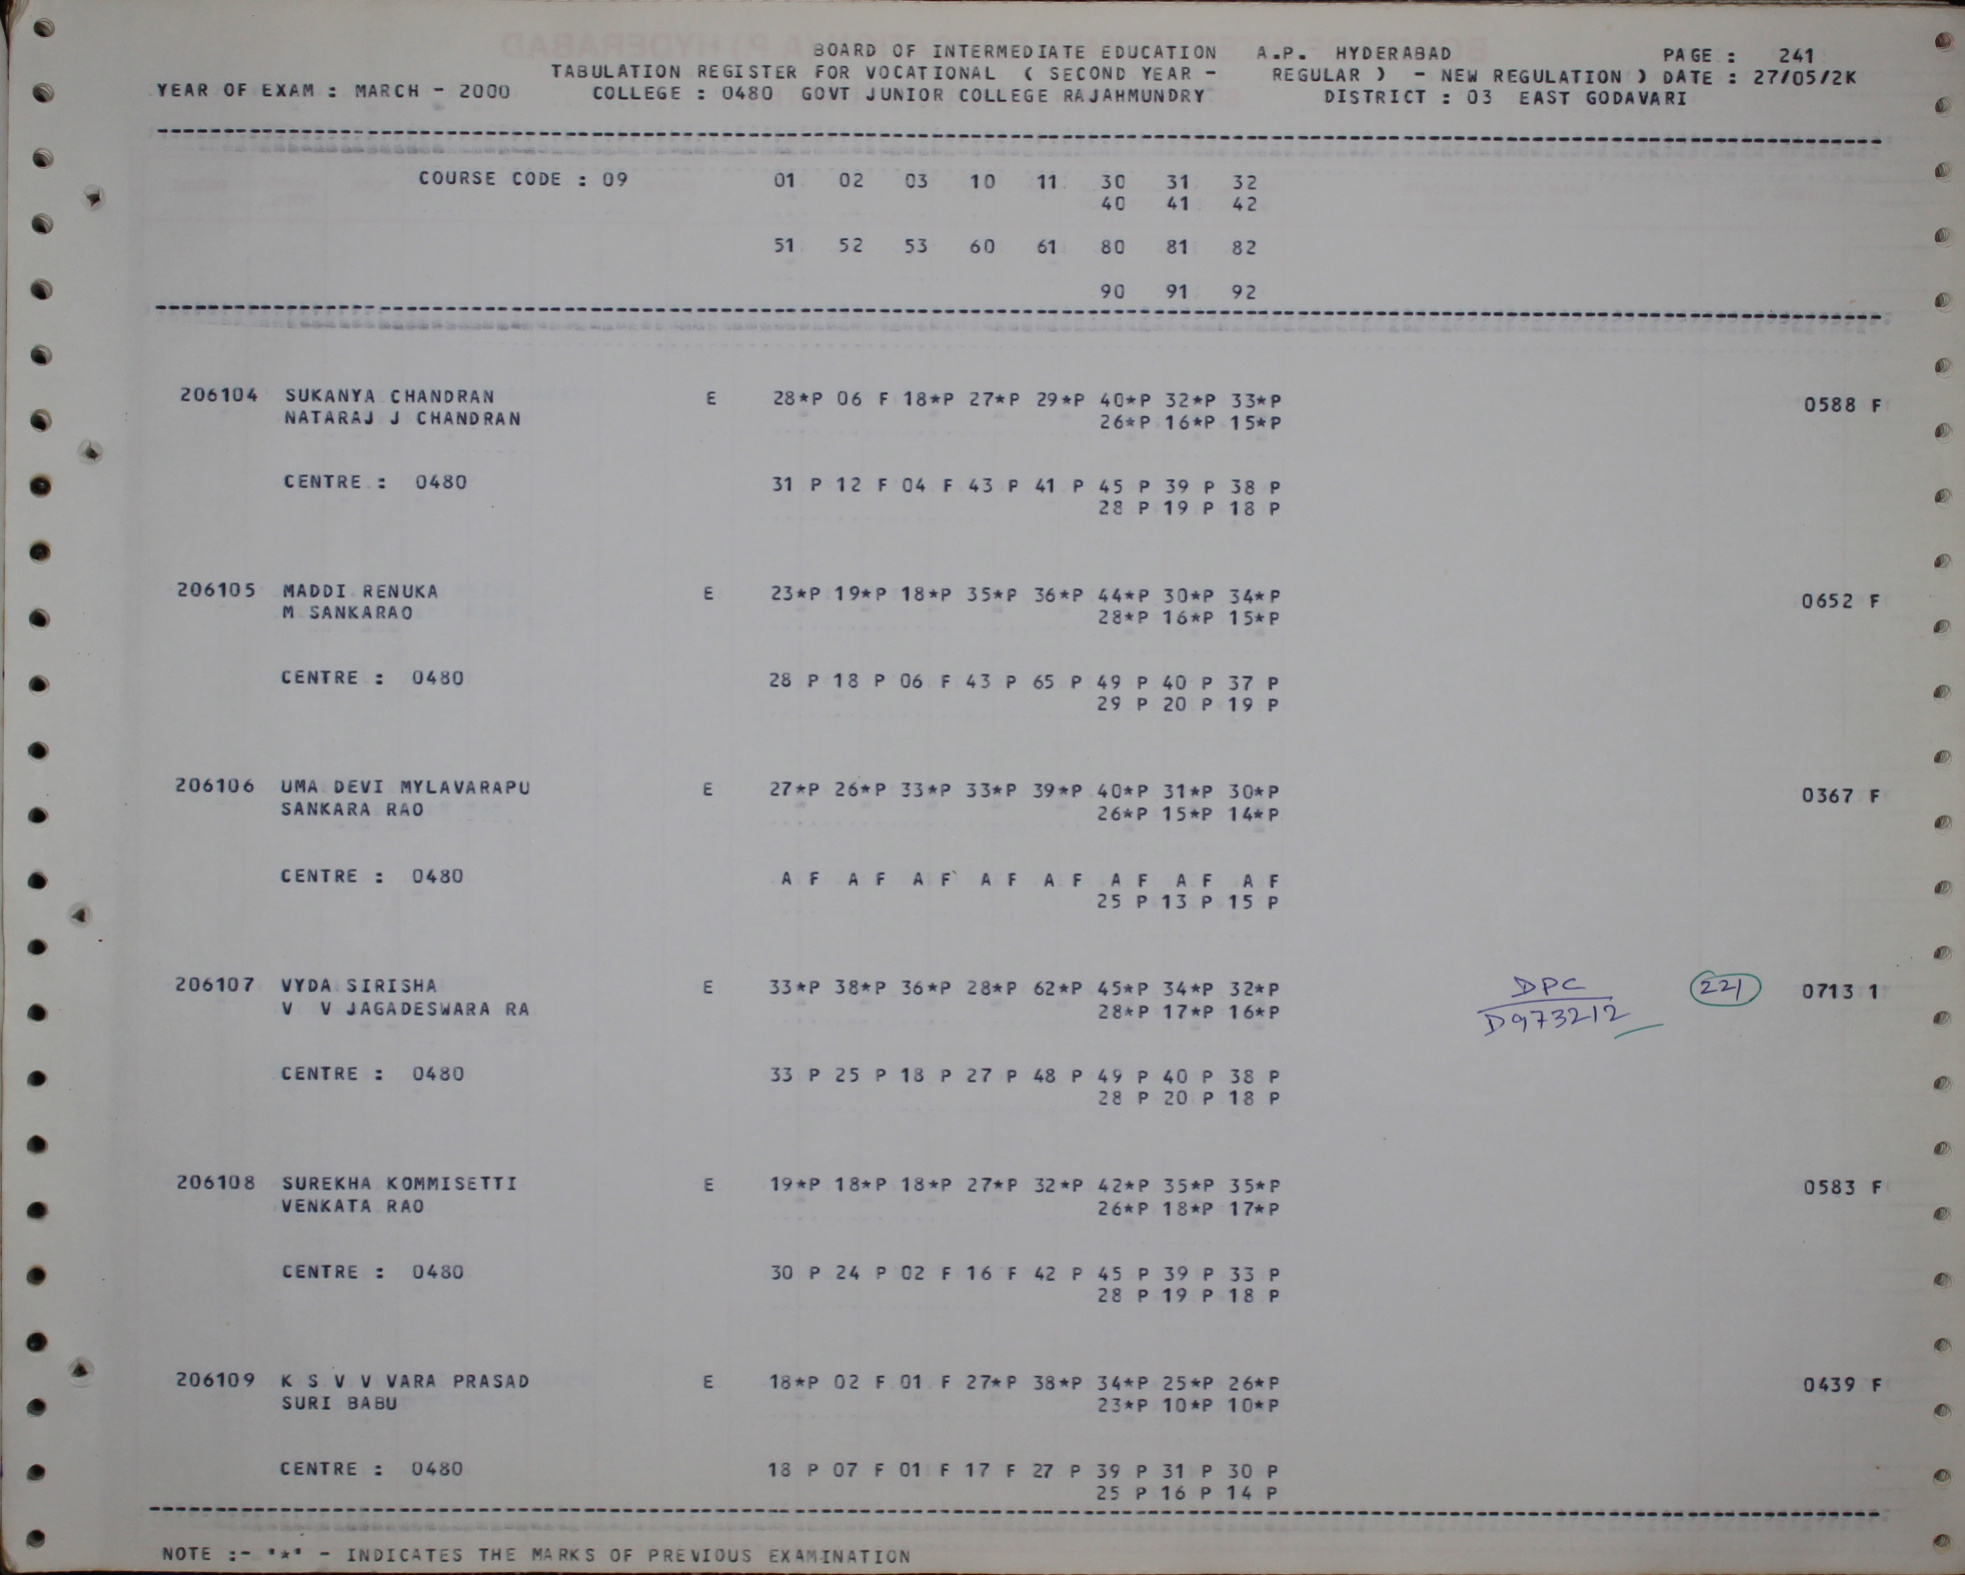 BOARD OF INTERMEDIATE EDUCATION A.P. HYDERABAD PAGE : 241
TABULATION REGISTER FOR VOCATIONAL ( SECOND YEAR - REGULAR ) - NEW REGULATION ) DATE : 27/05/2K
YEAR OF EXAM : MARCH - 2000 COLLEGE : 0480 GOVT JUNIOR COLLEGE RAJAHMUNDRY DISTRICT : 03 EAST GODAVARI
COURSE CODE : 09 01 02 03 10 11 30 31 32
40 41 42
51 52 53 60 61 80 81 82
90 91 92
206104 SUKANYA CHANDRAN E 28*P 06 F 18*P 27*P 29*P 40*P 32*P 33*P 0588 F
NATARAJ J CHANDRAN 26*P 16*P 15*P
CENTRE : 0480 31 P 12 F 04 F 43 P 41 P 45 P 39 P 38 P
28 P 19 P 18 P
206105 MADDI RENUKA E 23*P 19*P 18*P 35*P 36*P 44*P 30*P 34*P 0652 F
M SANKARAO 28*P 16*P 15*P
CENTRE : 0480 28 P 18 P 06 F 43 P 65 P 49 P 40 P 37 P
29 P 20 P 19 P
206106 UMA DEVI MYLAVARAPU E 27*P 26*P 33*P 33*P 39*P 40*P 31*P 30*P 0367 F
SANKARA RAO 26*P 15*P 14*P
CENTRE : 0480 A F A F A F A F A F A F A F A F
25 P 13 P 15 P
206107 VYDA SIRISHA E 33*P 38*P 36*P 28*P 62*P 45*P 34*P 32*P DPC 221 0713 1
V V JAGADESWARA RA 28*P 17*P 16*P D973212
CENTRE : 0480 33 P 25 P 18 P 27 P 48 P 49 P 40 P 38 P
28 P 20 P 18 P
206108 SUREKHA KOMMISETTI E 19*P 18*P 18*P 27*P 32*P 42*P 35*P 35*P 0583 F
VENKATA RAO 26*P 18*P 17*P
CENTRE : 0480 30 P 24 P 02 F 16 F 42 P 45 P 39 P 33 P
28 P 19 P 18 P
206109 K S V V VARA PRASAD E 18*P 02 F 01 F 27*P 38*P 34*P 25*P 26*P 0439 F
SURI BABU 23*P 10*P 10*P
CENTRE : 0480 18 P 07 F 01 F 17 F 27 P 39 P 31 P 30 P
25 P 16 P 14 P
NOTE :- "*" - INDICATES THE MARKS OF PREVIOUS EXAMINATION